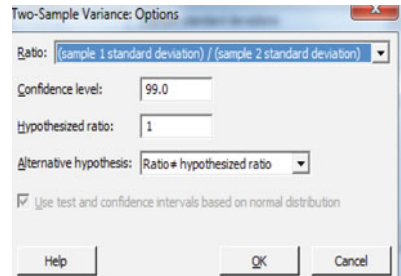 Two-Sample Variance: Options
Ratio: (sample 1 standard deviation) / (sample 2 standard deviation)
Confidence level: 99.0
Hypothesized ratio: 1
Alternative hypothesis: Ratio ≠ hypothesized ratio
Use test and confidence intervals based on normal distribution
Help OK Cancel